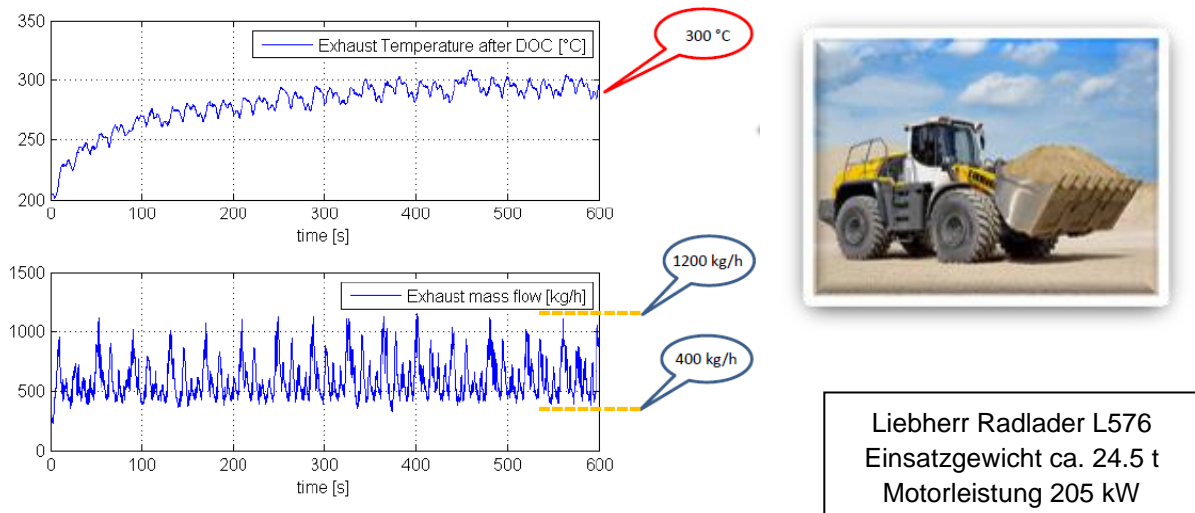 350
300
250
200
0
100
200
300
400
500
600
time [s]
Exhaust Temperature after DOC [°C]
300 °C
1500
1000
500
0
0
100
200
300
400
500
600
time [s]
Exhaust mass flow [kg/h]
1200 kg/h
400 kg/h
Liebherr Radlader L576
Einsatzgewicht ca. 24.5 t
Motorleistung 205 kW